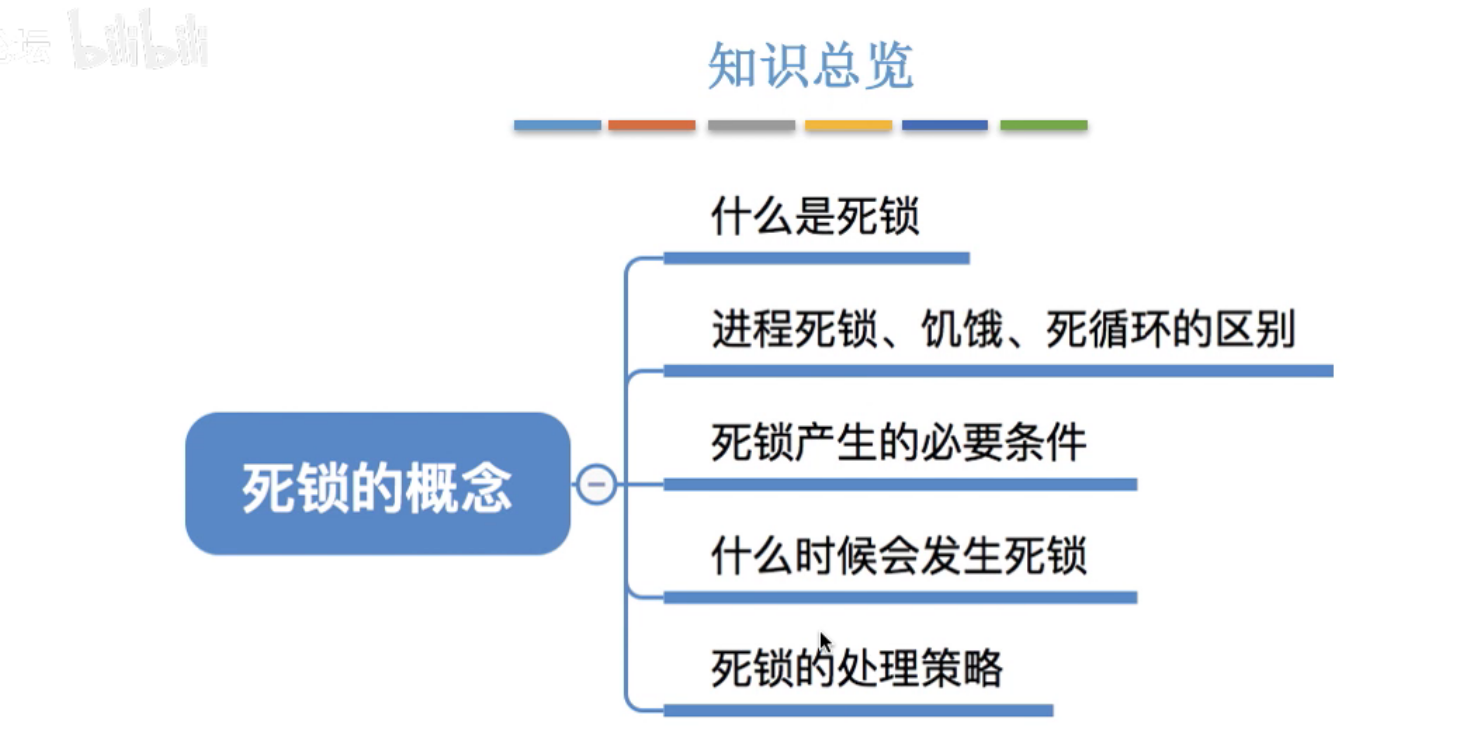 坛 bilibili
知识总览
什么是死锁
进程死锁、饥饿、死循环的区别
死锁产生的必要条件
死锁的概念
什么时候会发生死锁
死锁的处理策略